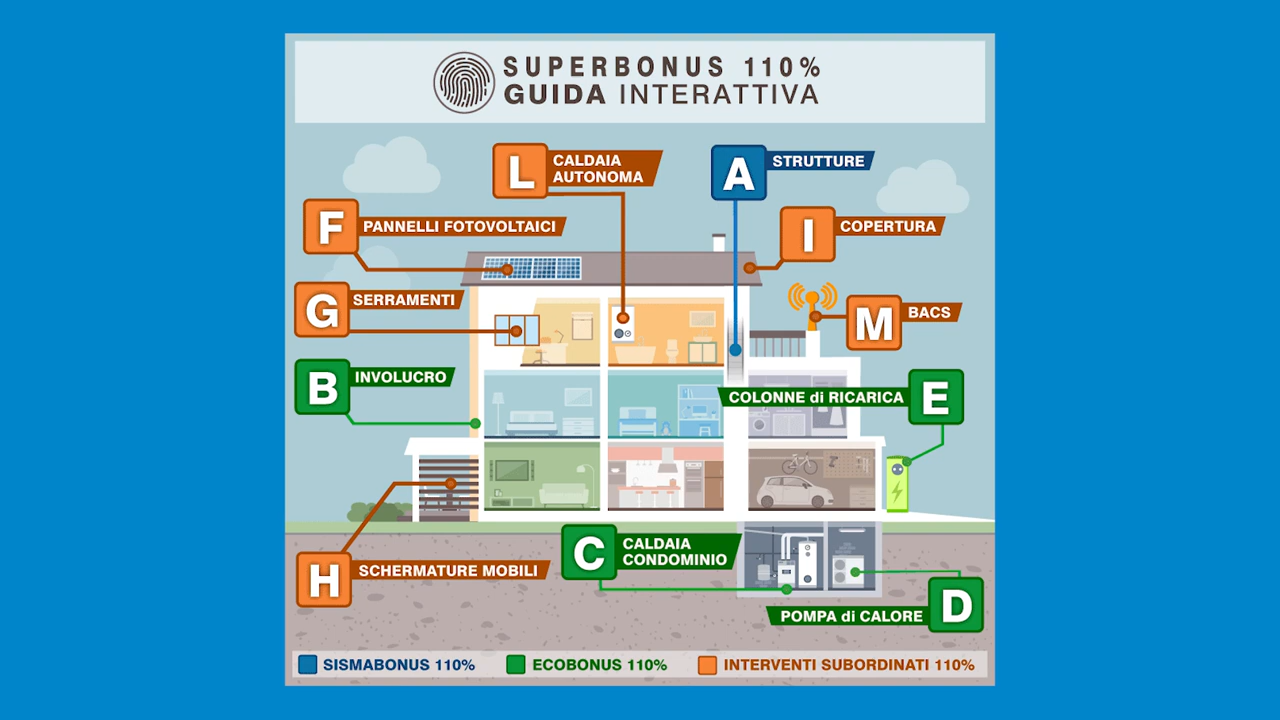 SUPERBONUS 110%
GUIDA INTERATTIVA
L
CALDAIA
AUTONOMA
A
STRUTTURE
F
PANNELLI FOTOVOLTAICI
I
COPERTURA
G
SERRAMENTI
M
BACS
B
INVOLUCRO
COLONNE di RICARICA
E
C
CALDAIA
CONDOMINIO
H
SCHERMATURE MOBILI
POMPA di CALORE
D
SISMABONUS 110%
ECOBONUS 110%
INTERVENTI SUBORDINATI 110%